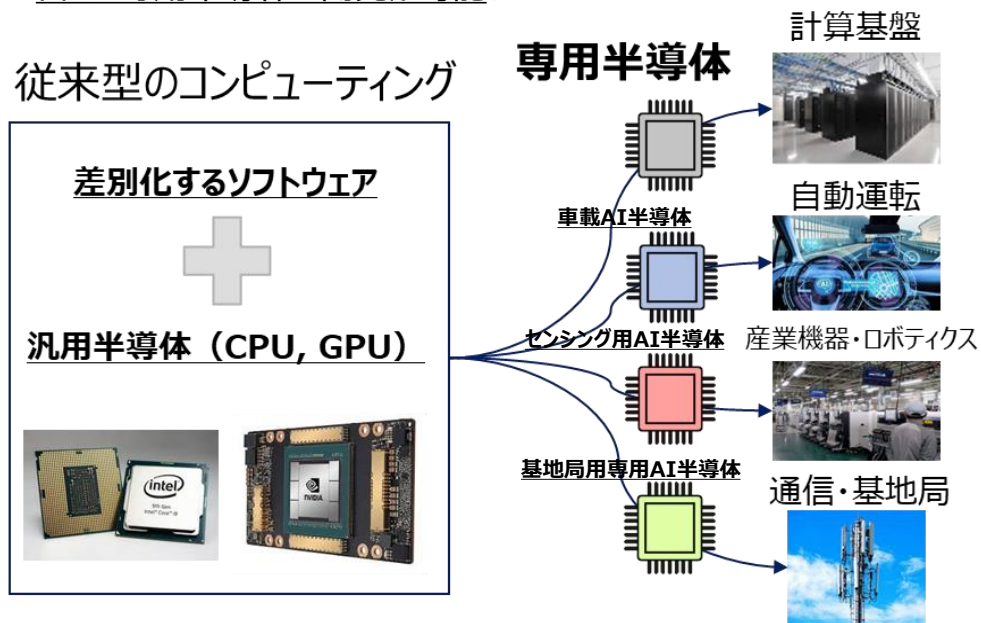 従来型のコンピューティング
差別化するソフトウェア
汎用半導体（CPU, GPU）
intel
NVIDIA
専用半導体
計算基盤
車載AI半導体
自動運転
AI
センシング用AI半導体
産業機器・ロボティクス
基地局用専用AI半導体
通信・基地局